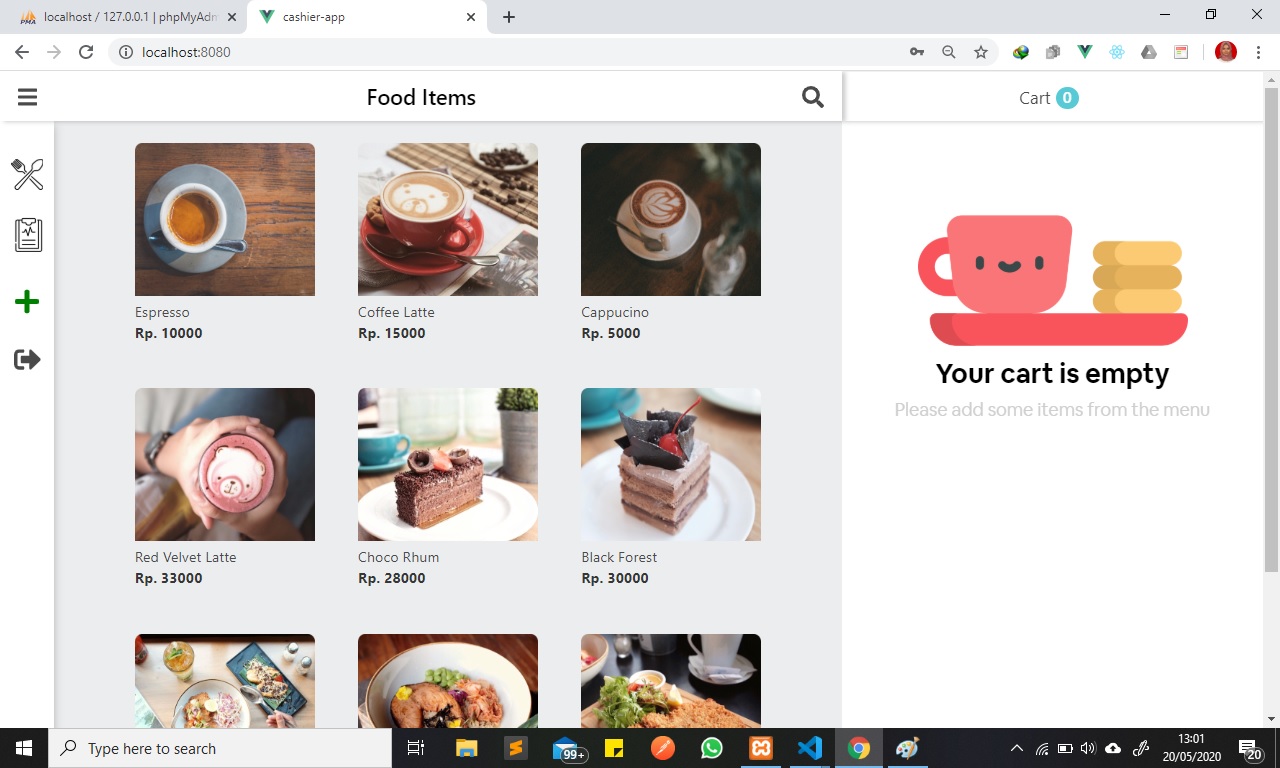 localhost / 127.0.0.1 | phpMyAdm
cashier-app
localhost:8080
Food Items
Cart 0
Espresso
Rp. 10000
Coffee Latte
Rp. 15000
Cappucino
Rp. 5000
Your cart is empty
Please add some items from the menu
Red Velvet Latte
Rp. 33000
Choco Rhum
Rp. 28000
Black Forest
Rp. 30000
Type here to search
99+
13:01
20/05/2020
20